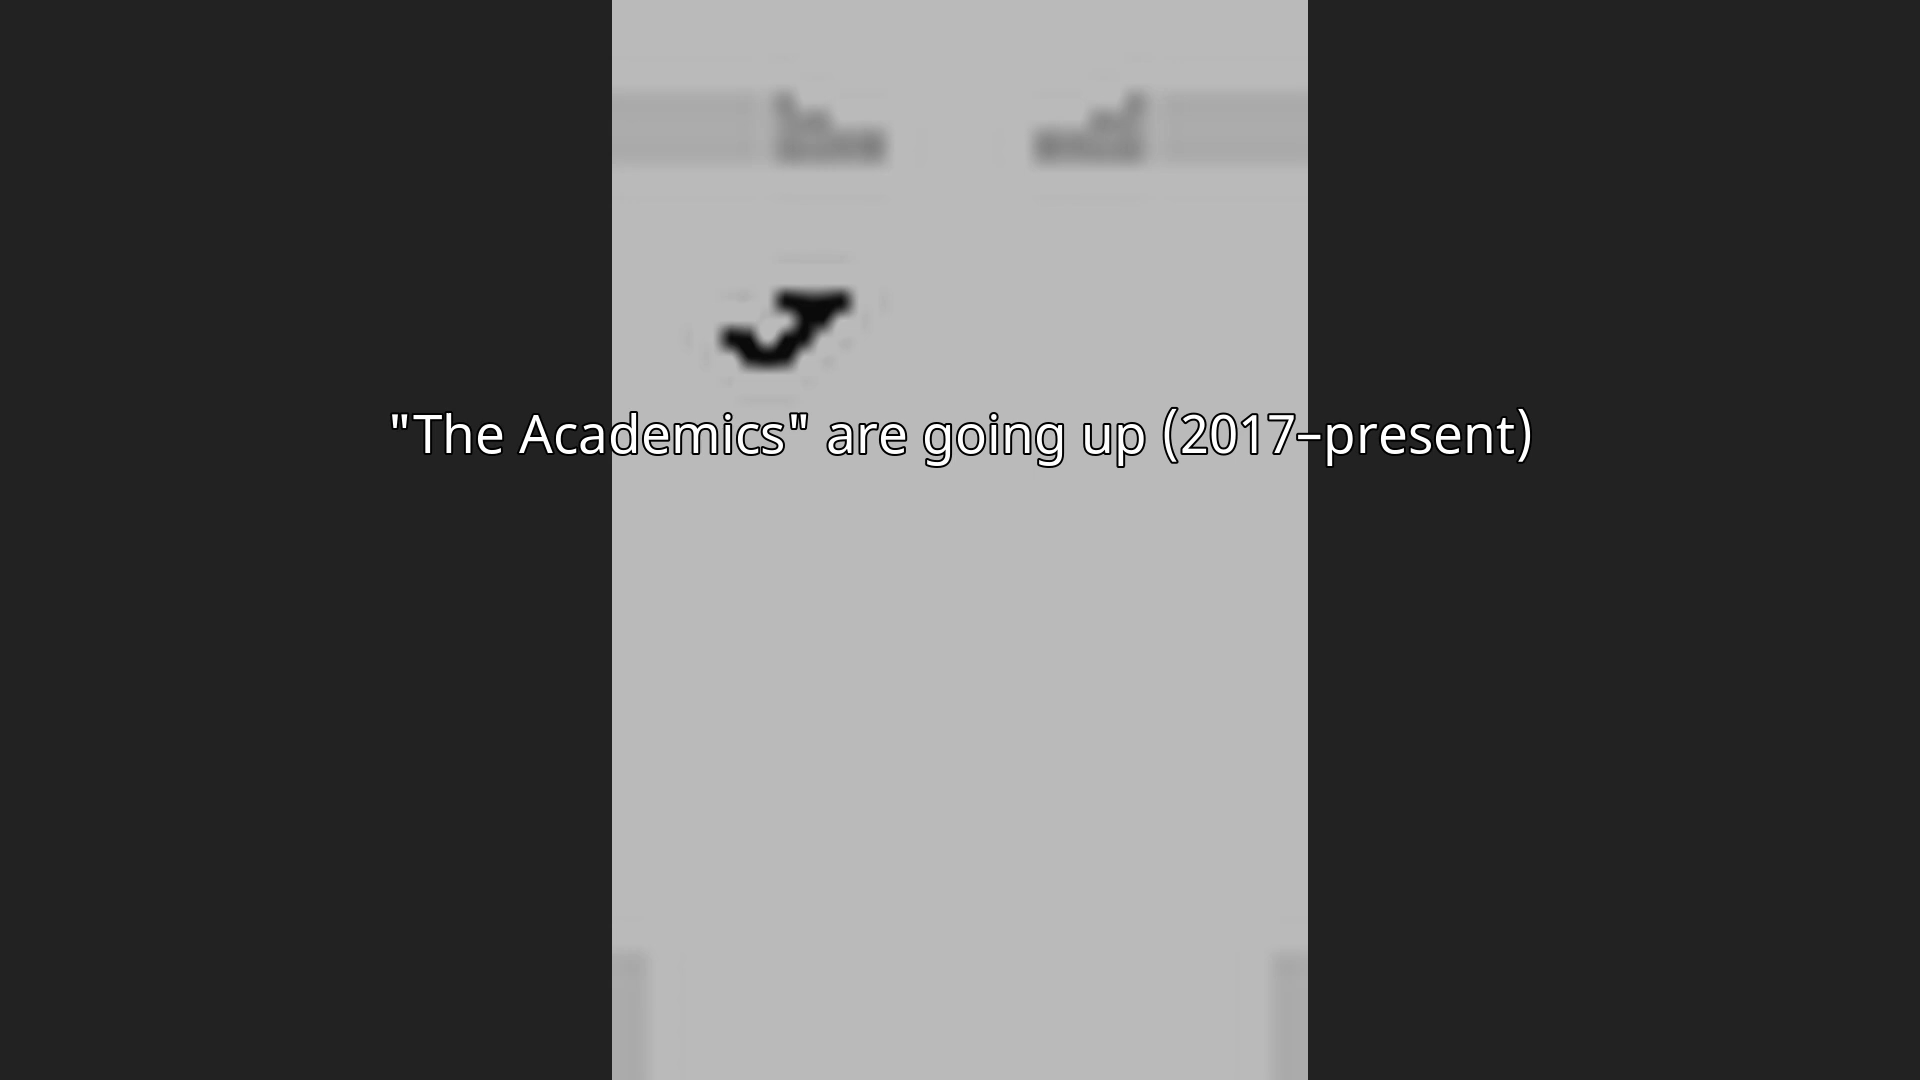 "The Academics" are going up (2017–present)